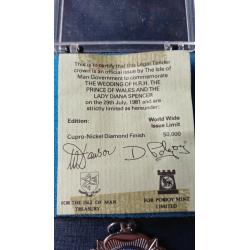 This is to certify that this Legal Tender
crown is an official issue by The Isle of
Man Government to commemorate
THE WEDDING OF H.R.H. THE
PRINCE OF WALES AND THE
LADY DIANA SPENCER
on the 29th July, 1981 and are
strictly limited as hereunder:
Edition:
World Wide
Issue Limit
Cupro-Nickel Diamond Finish
50,000
FOR THE ISLE OF MAN
TREASURY
FOR POBJOY MINT
LIMITED